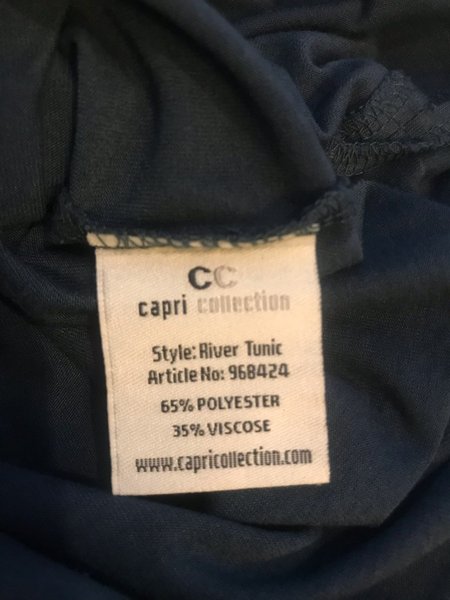 CC
capri collection
Style: River Tunic
Article No: 968424
65% POLYESTER
35% VISCOSE
www.capricollection.com